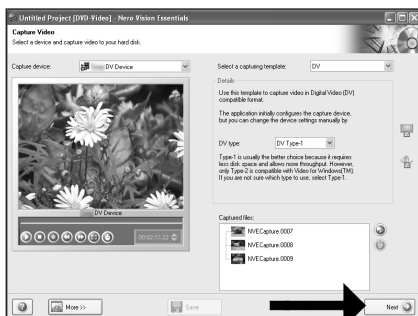 Untitled Project [DVD-Video] - Nero Vision Essentials
Capture Video
Select a device and capture video to your hard disk.
Capture device:
DV Device
Select a capturing template:
DV
Details
Use this template to capture video in Digital Video (DV)
compatible format.
The application initially configures the capture device,
but you can change the device settings manually by
DV type:
DV Type-1
Type-1 is usually the better choice because it requires
less disk space and allows more throughput. However,
only Type-2 is compatible with Video for Windows(TM).
If you are not sure which type to use, select Type-1.
DV Device
00:02:11:22
Captured files:
NVECapture.0007
NVECapture.0008
NVECapture.0009
More >>
Save
Next